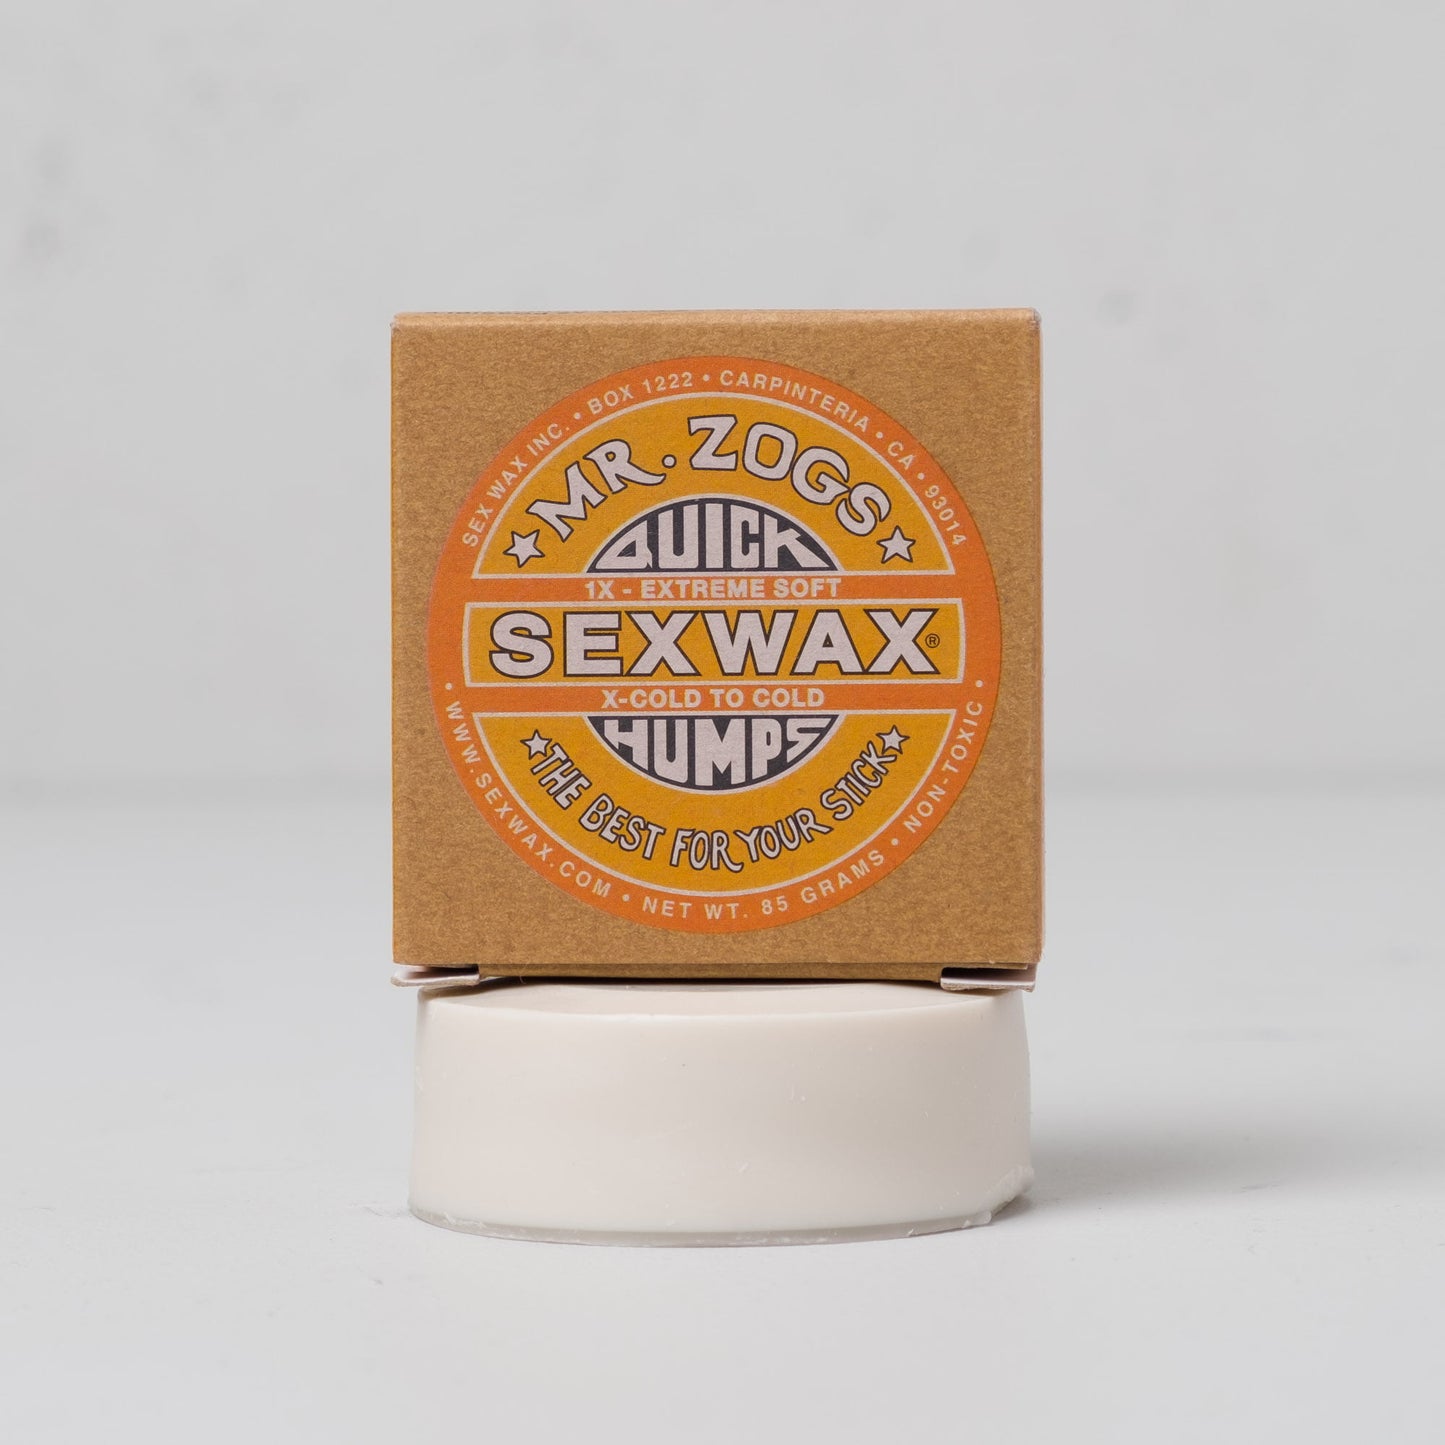 SEX WAX INC. • BOX 1222 • CARPINTERIA • CA • 93014
MR. ZOGS
QUICK
1X - EXTREME SOFT
SEXWAX®
X-COLD TO COLD
HUMPS
THE BEST FOR YOUR STICK
• WWW.SEXWAX.COM • NET WT. 85 GRAMS • NON-TOXIC •